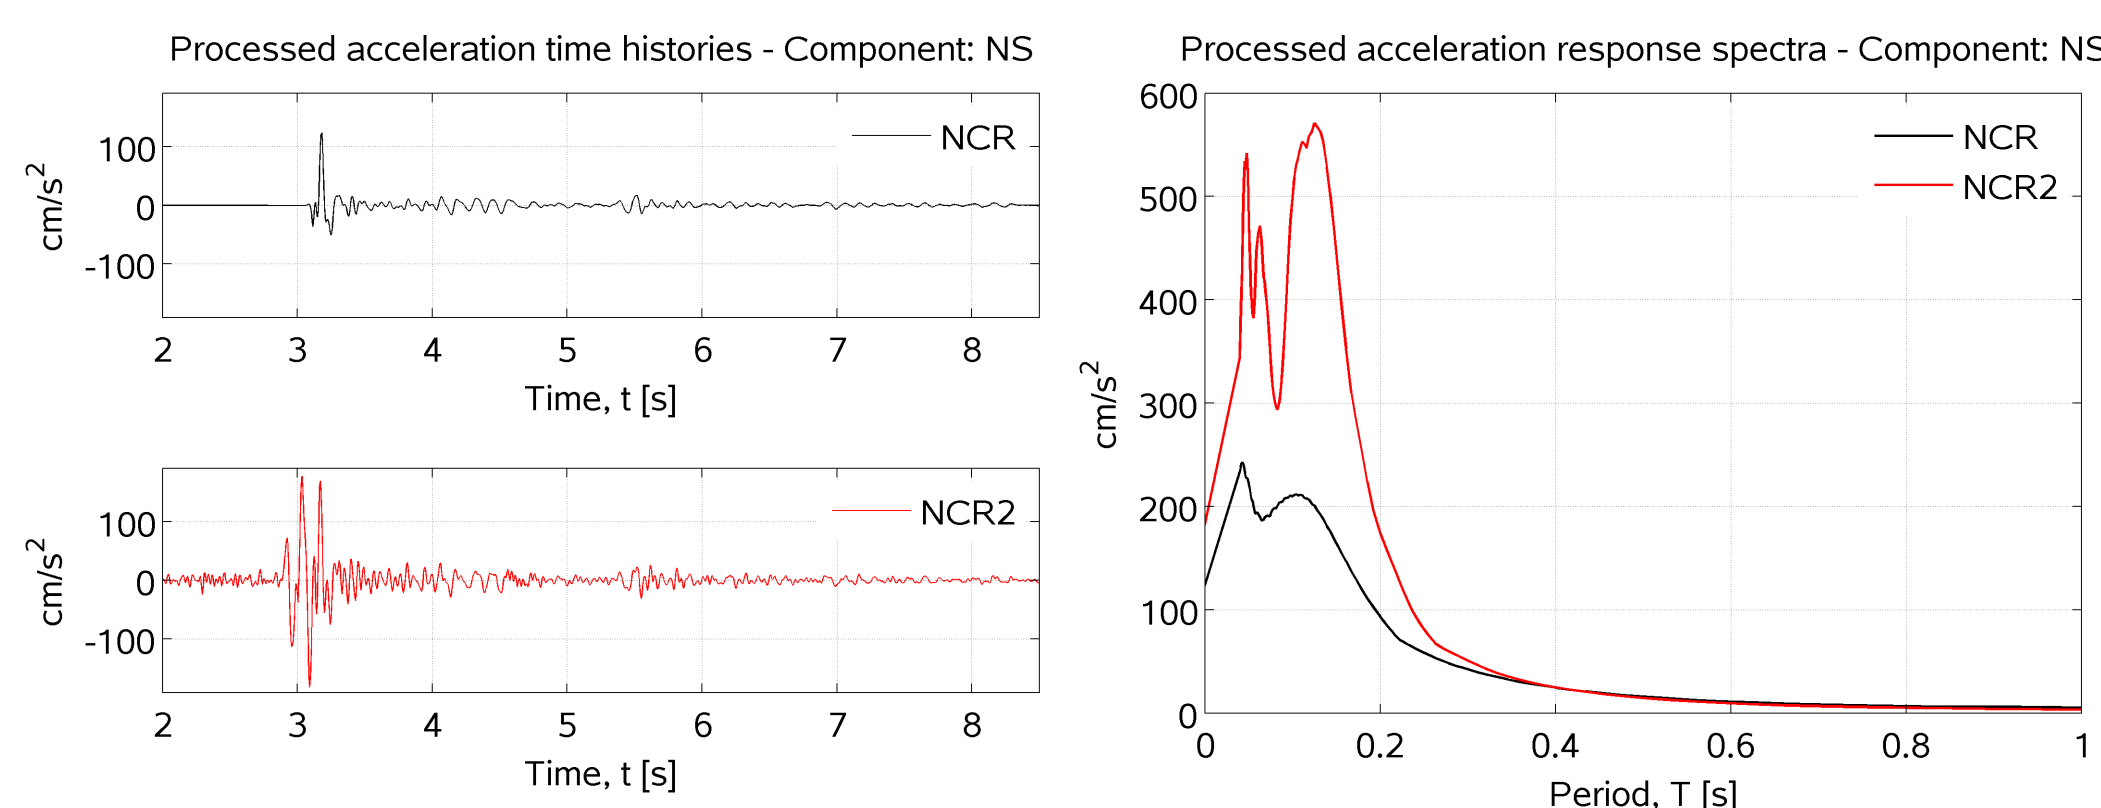 Processed acceleration time histories - Component: NS
cm/s²
100
0
-100
NCR
2 3 4 5 6 7 8
Time, t [s]
cm/s²
100
0
-100
NCR2
2 3 4 5 6 7 8
Time, t [s]
Processed acceleration response spectra - Component: NS
cm/s²
600
500
400
300
200
100
0
NCR
NCR2
0 0.2 0.4 0.6 0.8 1
Period, T [s]